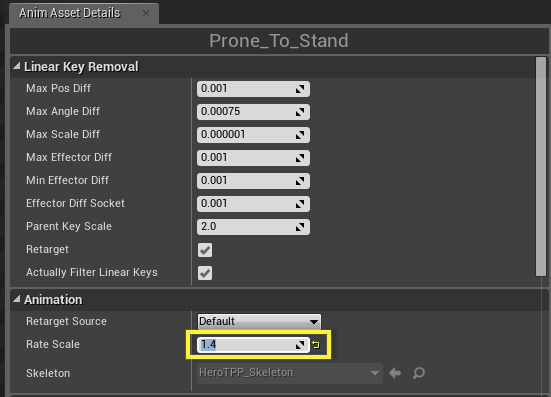 Anim Asset Details
Prone_To_Stand
Linear Key Removal
Max Pos Diff 0.001
Max Angle Diff 0.00075
Max Scale Diff 0.000001
Max Effector Diff 0.001
Min Effector Diff 0.001
Effector Diff Socket 0.001
Parent Key Scale 2.0
Retarget
Actually Filter Linear Keys
Animation
Retarget Source Default
Rate Scale 1.4
Skeleton HeroTPP_Skeleton